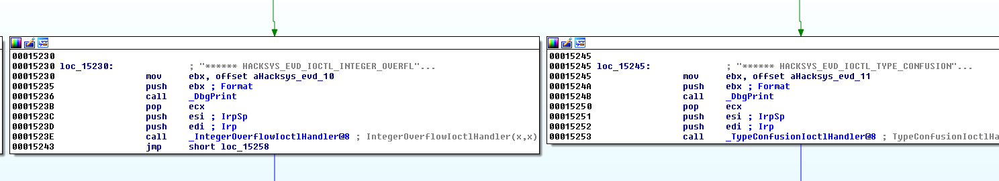 00015230
00015230 loc_15230: ; "****** HACKSYS_EVD_IOCTL_INTEGER_OVERFL"...
00015230 mov ebx, offset aHacksys_evd_10
00015235 push ebx ; Format
00015236 call _DbgPrint
0001523B pop ecx
0001523C push esi ; IrpSp
0001523D push edi ; Irp
0001523E call _IntegerOverflowIoctlHandler@8 ; IntegerOverflowIoctlHandler(x,x)
00015243 jmp short loc_15258
00015245
00015245 loc_15245: ; "****** HACKSYS_EVD_IOCTL_TYPE_CONFUSION"...
00015245 mov ebx, offset aHacksys_evd_11
0001524A push ebx ; Format
0001524B call _DbgPrint
00015250 pop ecx
00015251 push esi ; IrpSp
00015252 push edi ; Irp
00015253 call _TypeConfusionIoctlHandler@8 ; TypeConfusionIoctlHa